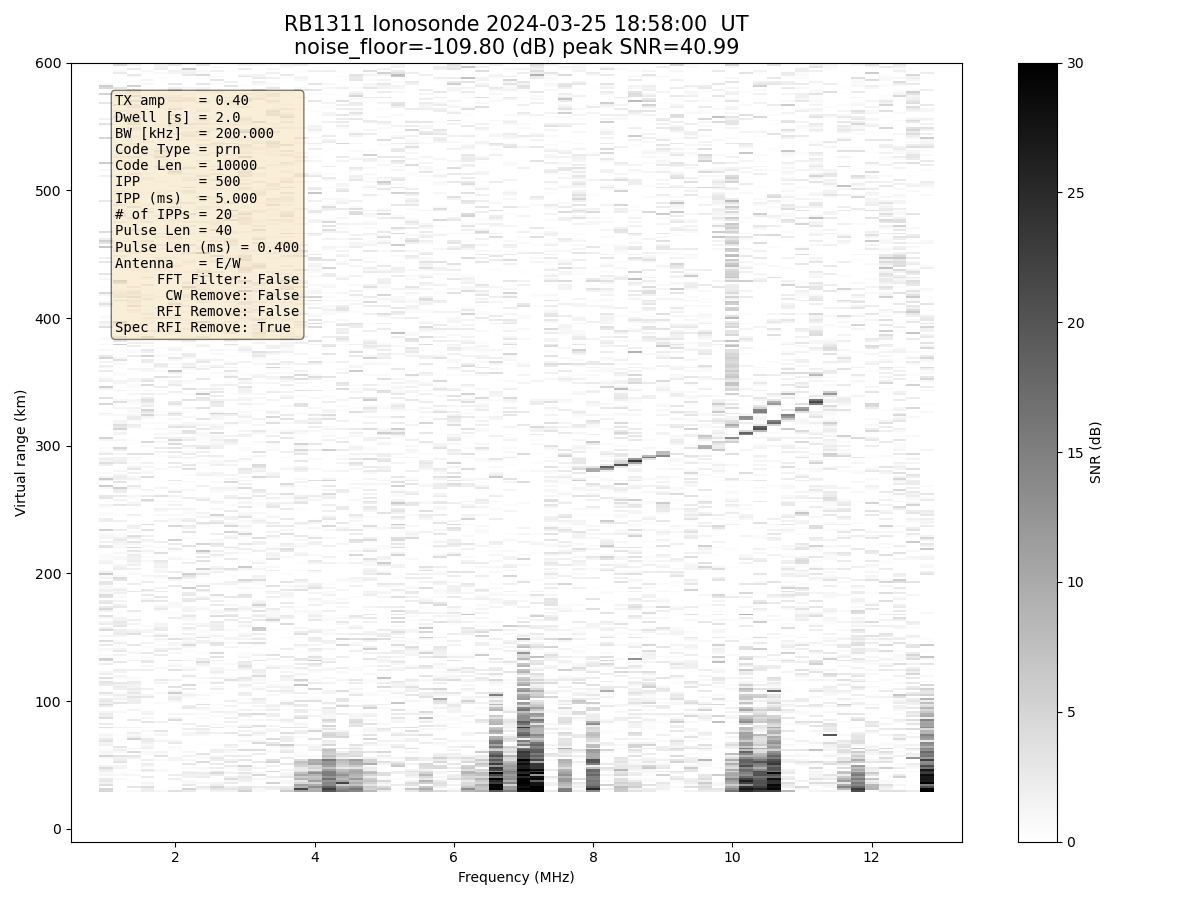 RB1311 Ionosonde 2024-03-25 18:58:00  UT
noise_floor=-109.80 (dB) peak SNR=40.99
TX amp    = 0.40
Dwell [s] = 2.0
BW [kHz]  = 200.000
Code Type = prn
Code Len  = 10000
IPP       = 500
IPP (ms)  = 5.000
# of IPPs = 20
Pulse Len = 40
Pulse Len (ms) = 0.400
Antenna   = E/W
FFT Filter: False
CW Remove: False
RFI Remove: False
Spec RFI Remove: True
600
500
400
300
200
100
0
Virtual range (km)
2 4 6 8 10 12
Frequency (MHz)
30
25
20
15
10
5
0
SNR (dB)